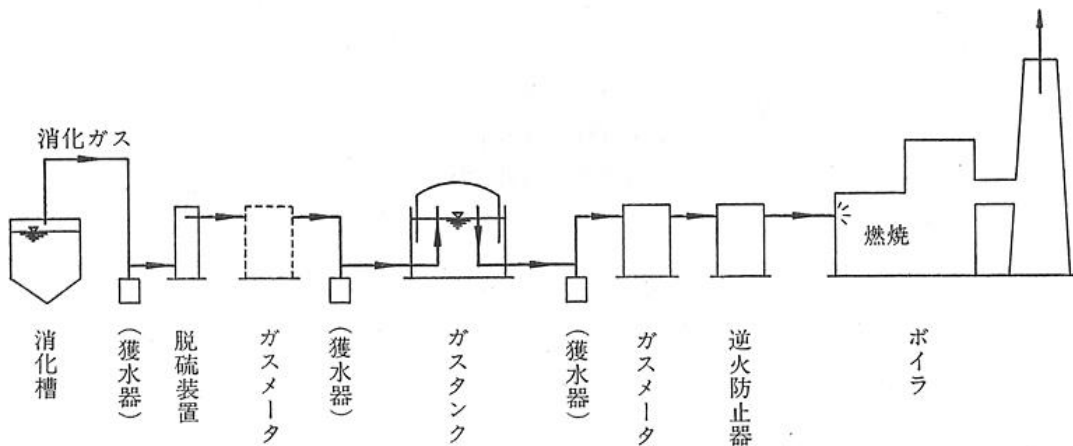 消化ガス
燃焼
消化槽
(獲水器)
脱硫装置
ガスメータ
(獲水器)
ガスタンク
(獲水器)
ガスメータ
逆火防止器
ボイラ